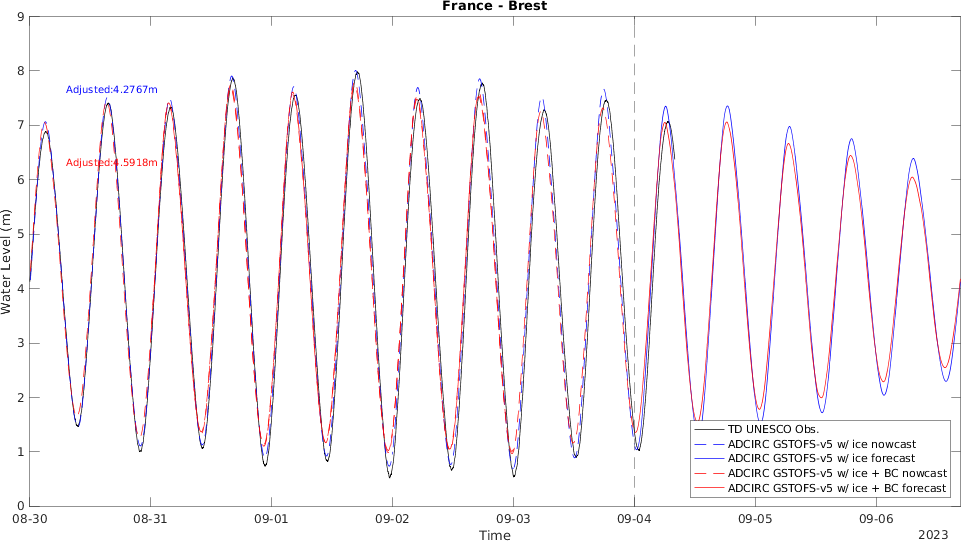 France - Brest
9
8
7
6
5
4
3
2
1
0
Water Level (m)
Adjusted:4.2767m
Adjusted:4.5918m
TD UNESCO Obs.
ADCIRC GSTOFS-v5 w/ ice nowcast
ADCIRC GSTOFS-v5 w/ ice forecast
ADCIRC GSTOFS-v5 w/ ice + BC nowcast
ADCIRC GSTOFS-v5 w/ ice + BC forecast
08-30 08-31 09-01 09-02 09-03 09-04 09-05 09-06
Time
2023